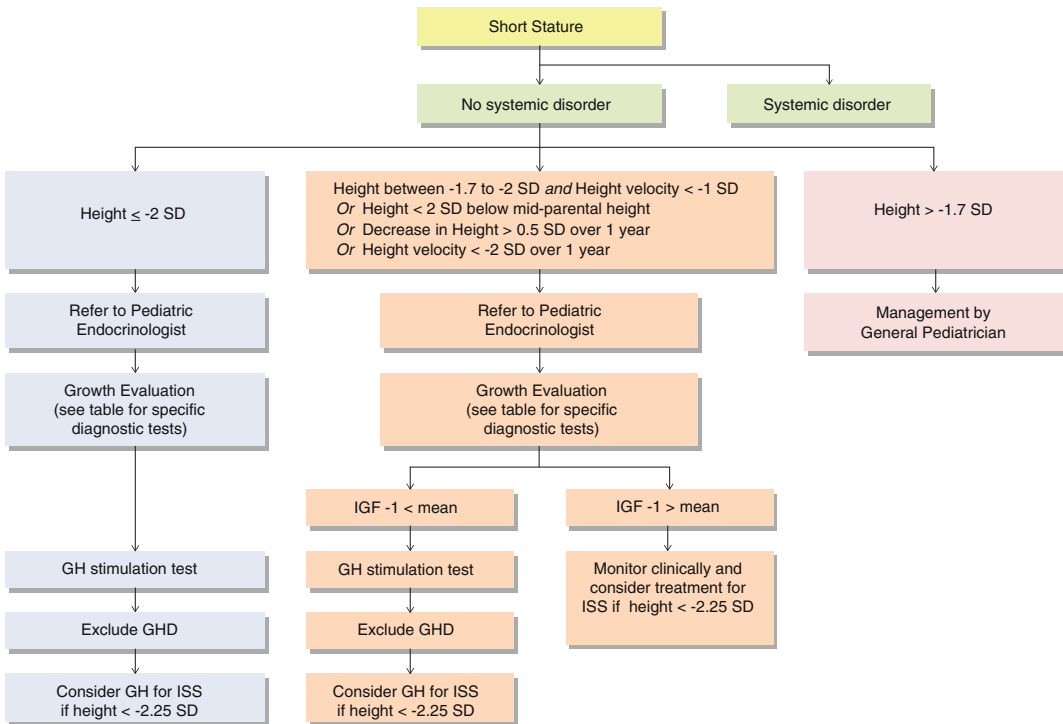 Short Stature
No systemic disorder
Systemic disorder
Height ≤ -2 SD
Height between -1.7 to -2 SD and Height velocity < -1 SD
Or Height < 2 SD below mid-parental height
Or Decrease in Height > 0.5 SD over 1 year
Or Height velocity < -2 SD over 1 year
Height > -1.7 SD
Refer to Pediatric
Endocrinologist
Refer to Pediatric
Endocrinologist
Management by
General Pediatrician
Growth Evaluation
(see table for specific
diagnostic tests)
Growth Evaluation
(see table for specific
diagnostic tests)
IGF -1 < mean
IGF -1 > mean
GH stimulation test
GH stimulation test
Monitor clinically and
consider treatment for
ISS if height < -2.25 SD
Exclude GHD
Exclude GHD
Consider GH for ISS
if height < -2.25 SD
Consider GH for ISS
if height < -2.25 SD